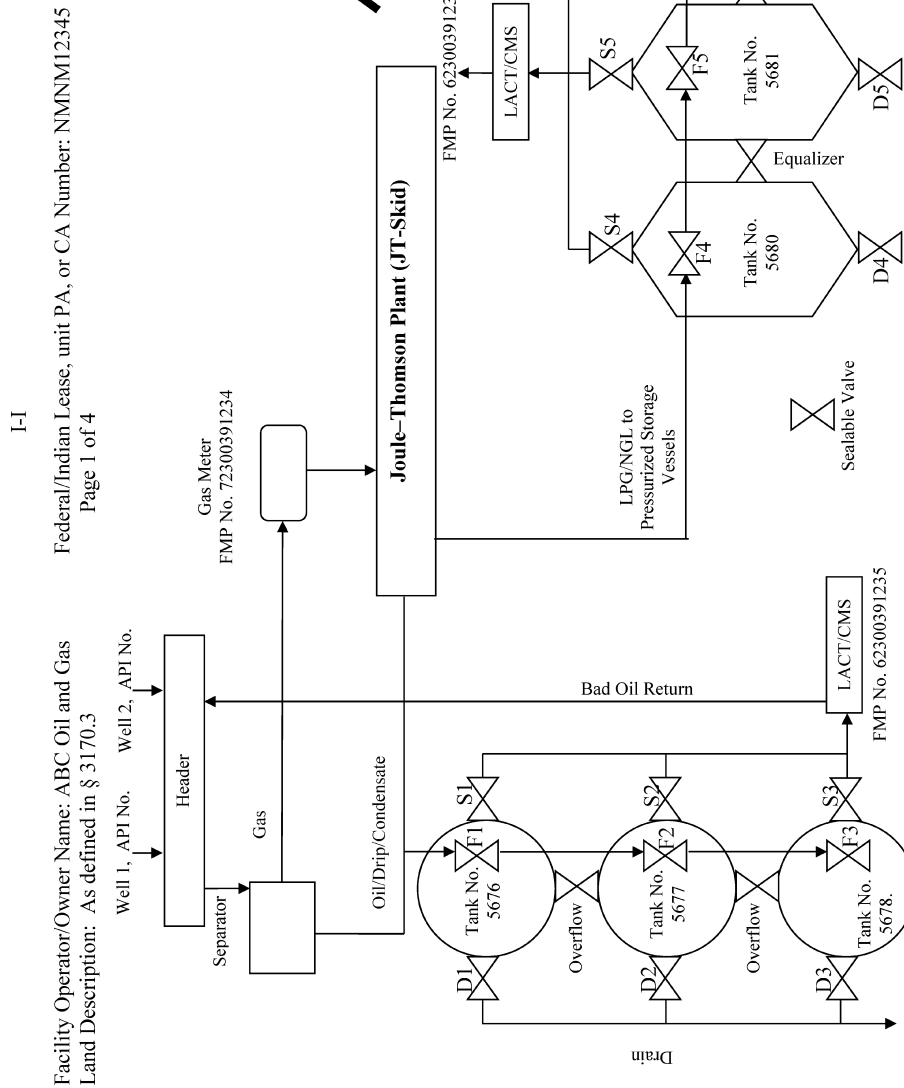 I-I
Facility Operator/Owner Name: ABC Oil and Gas
Land Description: As defined in § 3170.3
Federal/Indian Lease, unit PA, or CA Number: NMNM12345
Page 1 of 4
Well 1, API No.
Well 2, API No.
Header
Separator
Gas
Gas Meter
FMP No. 72300391234
Joule–Thomson Plant (JT-Skid)
Oil/Drip/Condensate
Bad Oil Return
LPG/NGL to
Pressurized Storage
Vessels
LACT/CMS
FMP No. 6230039123
S4
S5
F4
F5
Tank No.
5680
Tank No.
5681
Equalizer
D4
D5
S1
S2
S3
F1
F2
F3
Tank No.
5676
Tank No.
5677
Tank No.
5678.
Overflow
Overflow
D1
D2
D3
Drain
LACT/CMS
FMP No. 62300391235
Sealable Valve